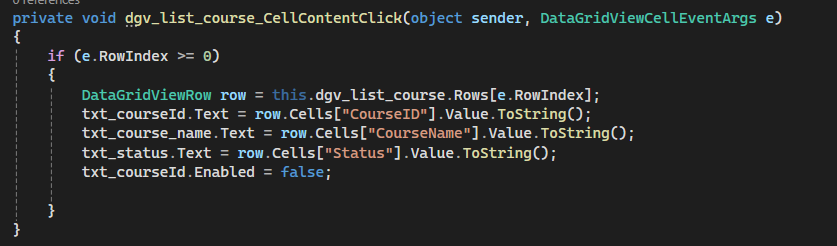 0 references
private void dgv_list_course_CellContentClick(object sender, DataGridViewCellEventArgs e)
{
if (e.RowIndex >= 0)
{
DataGridViewRow row = this.dgv_list_course.Rows[e.RowIndex];
txt_courseId.Text = row.Cells["CourseID"].Value.ToString();
txt_course_name.Text = row.Cells["CourseName"].Value.ToString();
txt_status.Text = row.Cells["Status"].Value.ToString();
txt_courseId.Enabled = false;
}
}